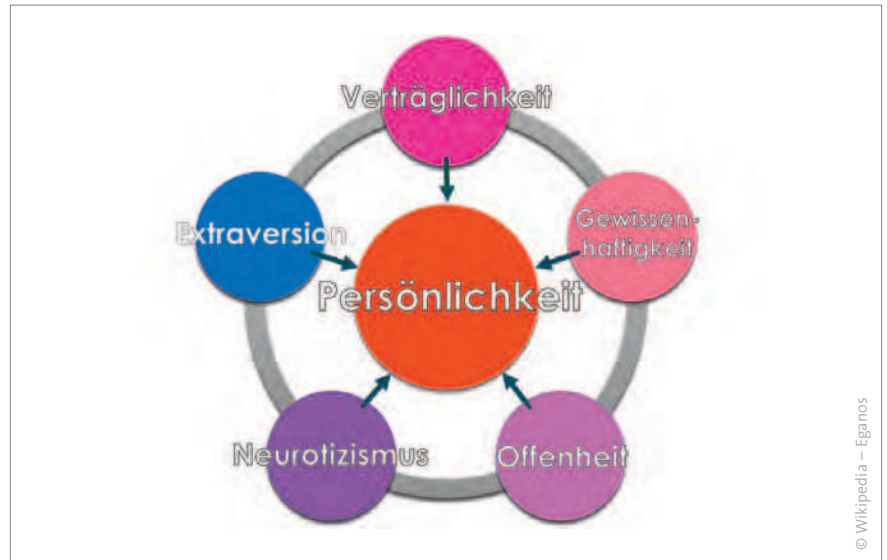 Verträglichkeit
Extraversion
Gewissen-
haftigkeit
Persönlichkeit
Neurotizismus
Offenheit
© Wikipedia – Eganos